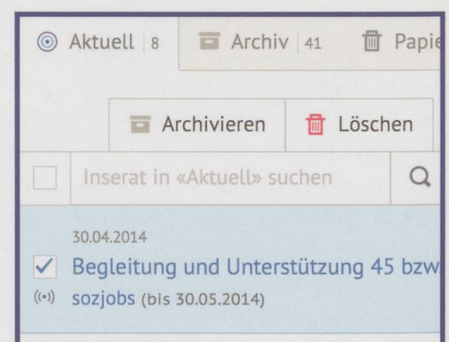 Aktuell | 8 Archiv | 41
Archivieren Löschen
Inserat in «Aktuell» suchen
30.04.2014
Begleitung und Unterstützung 45 bzw.
sozjobs (bis 30.05.2014)